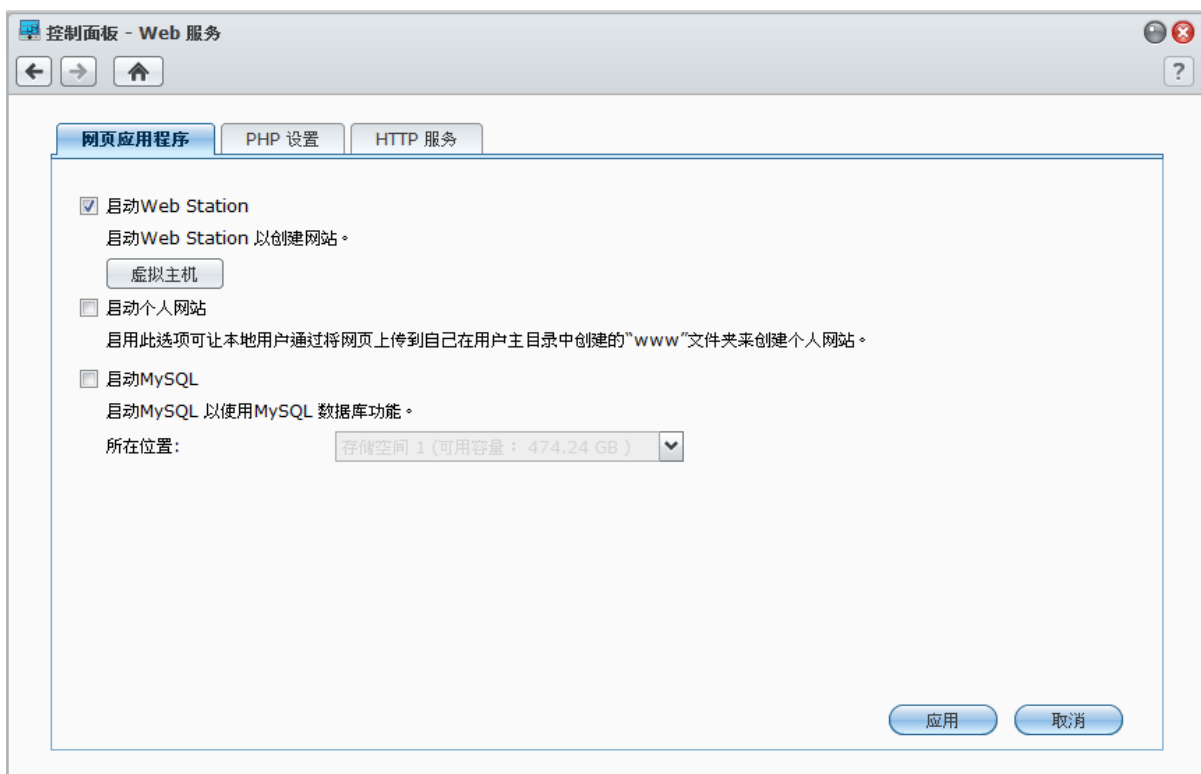 控制面板 - Web 服务
?
网页应用程序 PHP 设置 HTTP 服务
启动Web Station
启动Web Station 以创建网站。
虚拟主机
启动个人网站
启用此选项可让本地用户通过将网页上传到自己在用户主目录中创建的“www”文件夹来创建个人网站。
启动MySQL
启动MySQL 以使用MySQL 数据库功能。
所在位置: 存储空间 1 (可用容量： 474.24 GB )
应用 取消